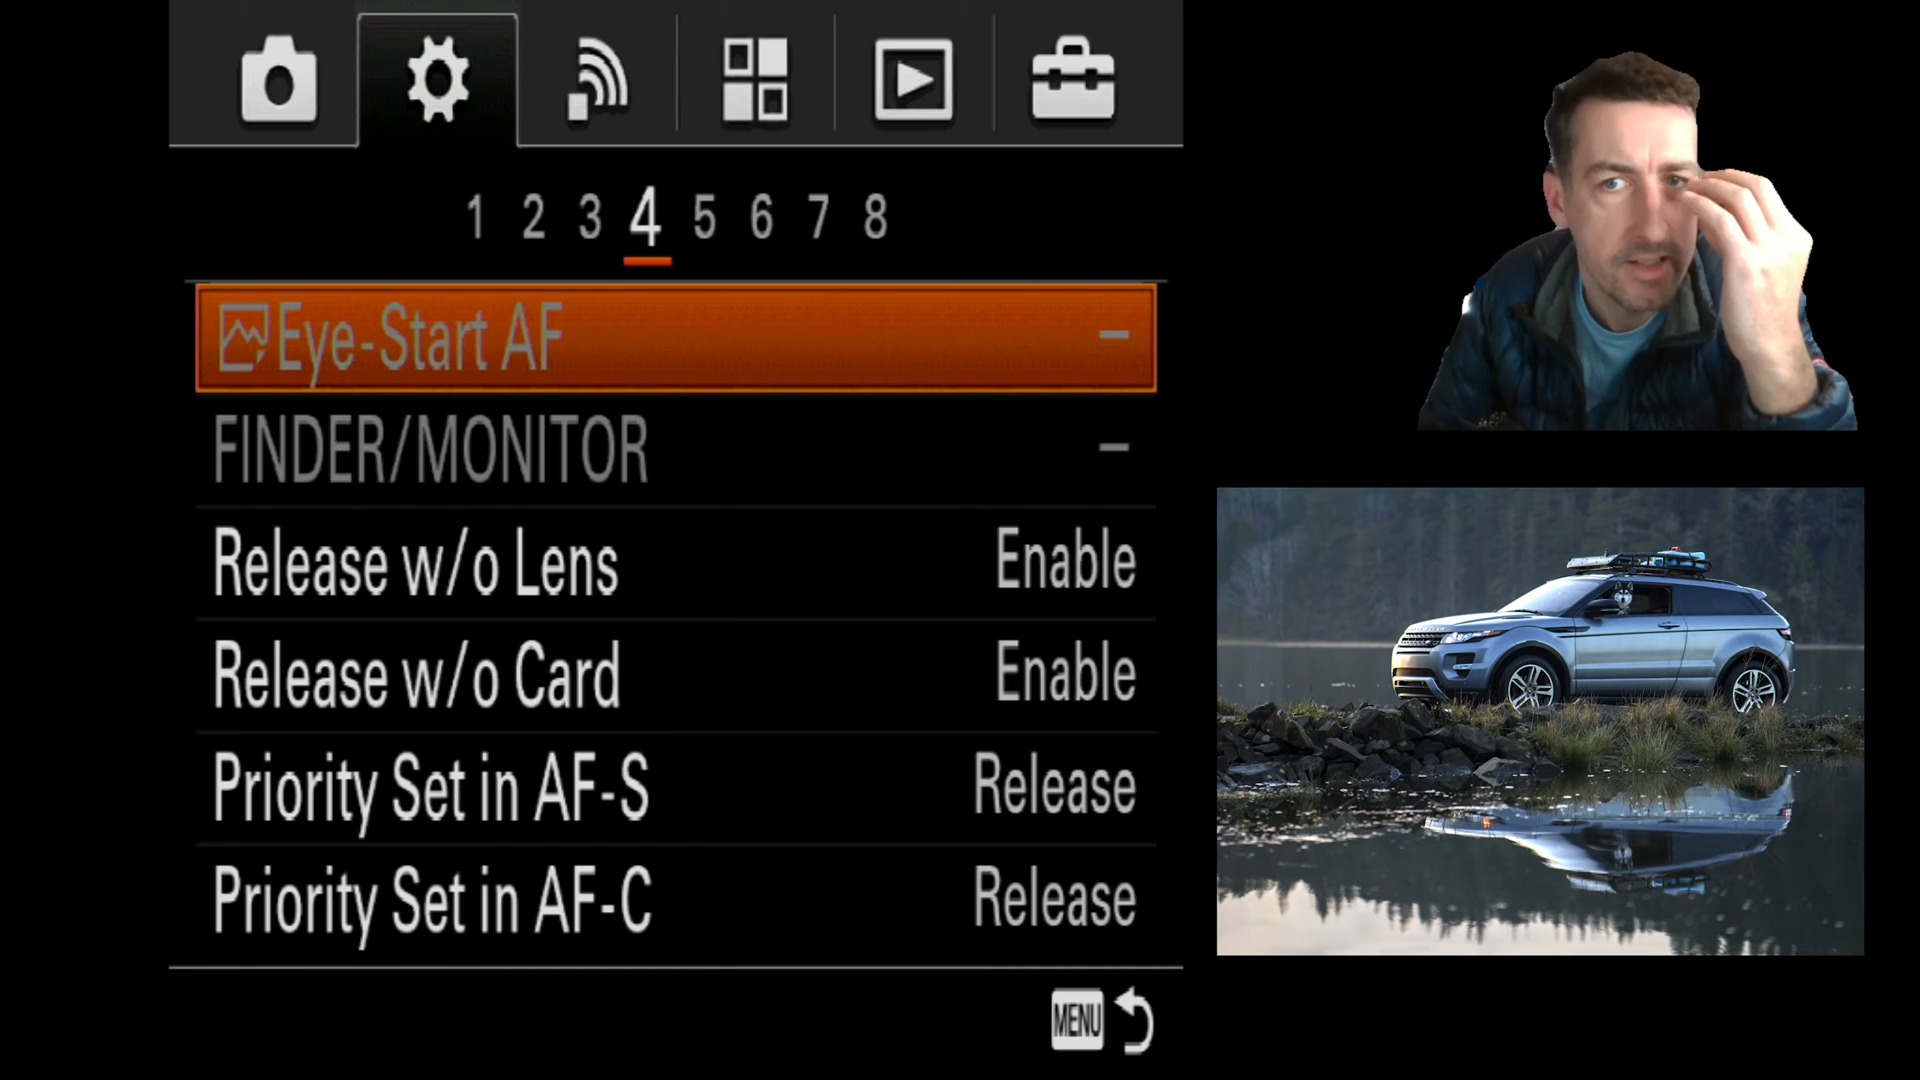 1 2 3 4 5 6 7 8
Eye-Start AF –
FINDER/MONITOR –
Release w/o Lens Enable
Release w/o Card Enable
Priority Set in AF-S Release
Priority Set in AF-C Release
MENU